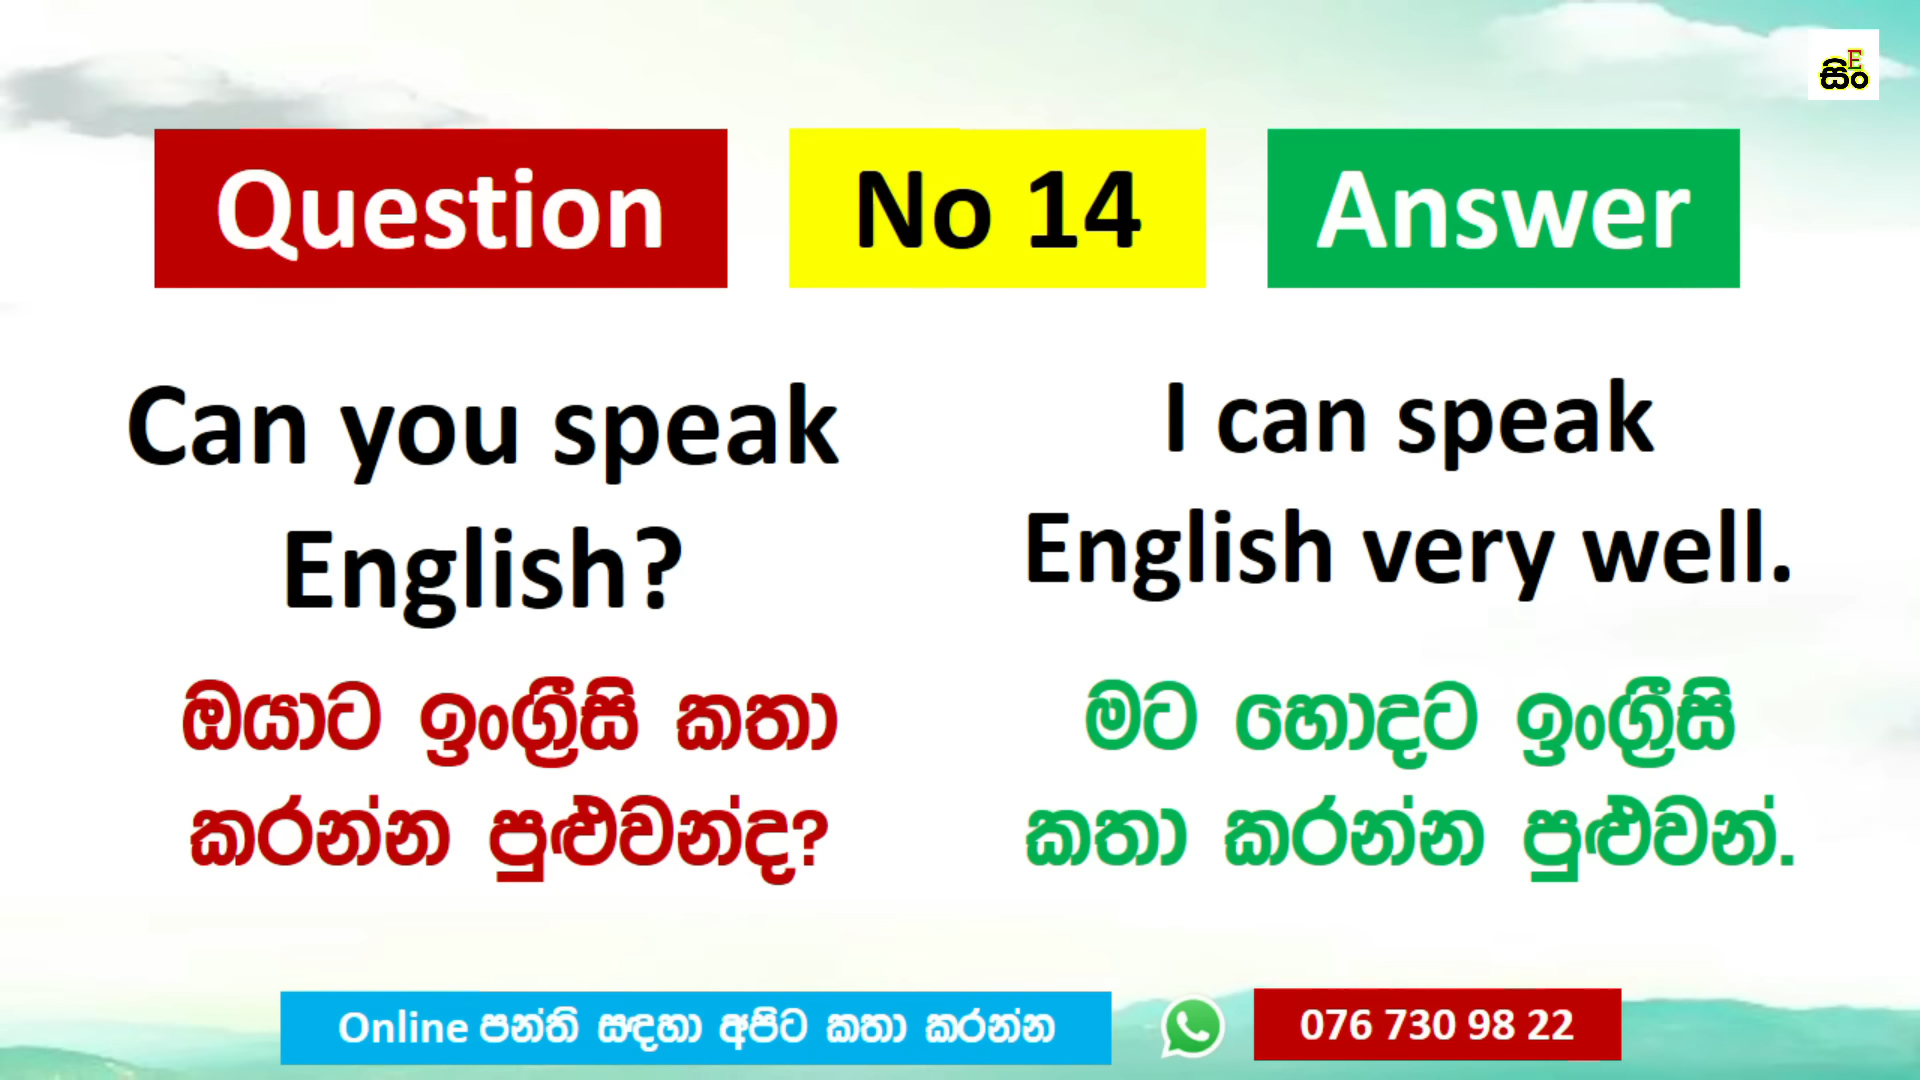 සිං
E
Question
No 14
Answer
Can you speak
English?
ඔයාට ඉංග්‍රීසි කතා
කරන්න පුළුවන්ද?
I can speak
English very well.
මට හොදට ඉංග්‍රීසි
කතා කරන්න පුළුවන්.
Online පන්ති සඳහා අපිට කතා කරන්න
076 730 98 22